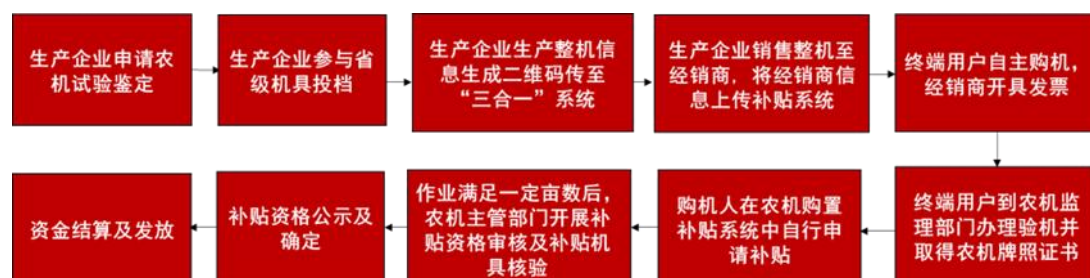 生产企业申请农
机试验鉴定
生产企业参与省
级机具投档
生产企业生产整机信
息生成二维码传至
“三合一”系统
生产企业销售整机至
经销商，将经销商信
息上传补贴系统
终端用户自主购机，
经销商开具发票
终端用户到农机监
理部门办理验机并
取得农机牌照证书
购机人在农机购置
补贴系统中自行申
请补贴
作业满足一定亩数后，
农机主管部门开展补
贴资格审核及补贴机
具核验
补贴资格公示及
确定
资金结算及发放